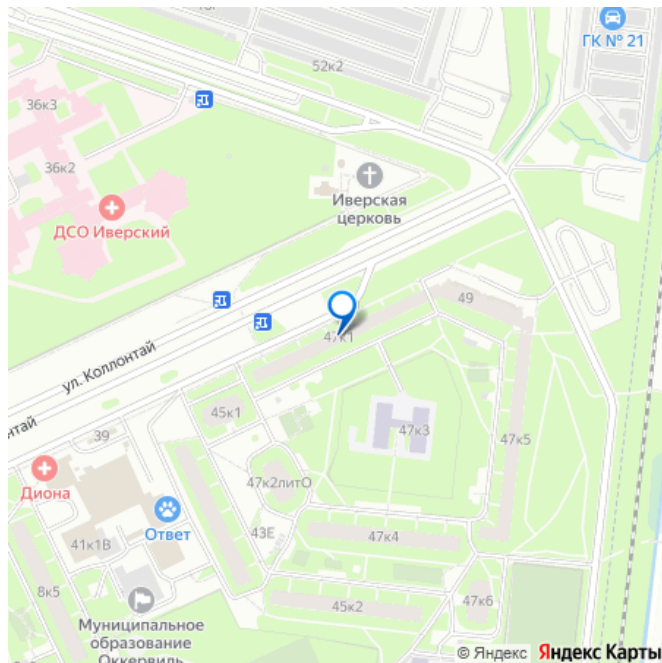 ГК № 21
52к2
36к3
36к2
Иверская
церковь
ДСО Иверский
49
47к1
ул. Коллонтай
45к1
нтай
39
47к3
47к5
Диона
47к2литО
Ответ
43Е
47к4
41к1В
8к5
47к6
45к2
Муниципальное
образование
Оккервиль
© Яндекс Яндекс Карты